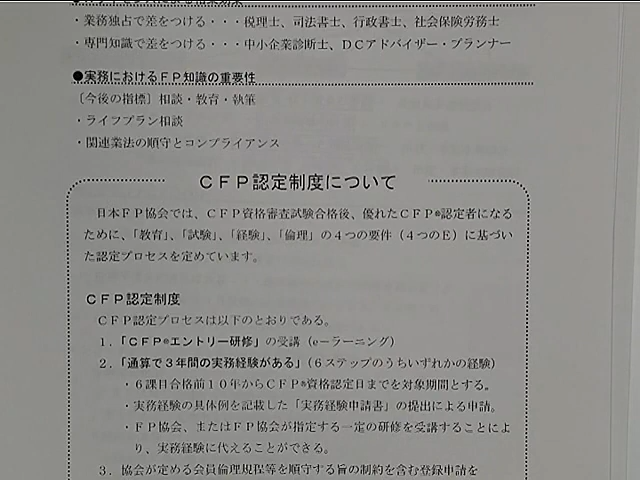 ・業務独占で差をつける・・・税理士、司法書士、行政書士、社会保険労務士
・専門知識で差をつける・・・中小企業診断士、ＤＣアドバイザー・プランナー
●実務におけるＦＰ知識の重要性
〔今後の指標〕相談・教育・執筆
・ライフプラン相談
・関連業法の順守とコンプライアンス
ＣＦＰ認定制度について
日本ＦＰ協会では、ＣＦＰ資格審査試験合格後、優れたＣＦＰ®認定者になる
ために、「教育」、「試験」、「経験」、「倫理」の４つの要件（４つのＥ）に基づい
た認定プロセスを定めています。
ＣＦＰ認定制度
ＣＦＰ認定プロセスは以下のとおりである。
１．「ＣＦＰ®エントリー研修」の受講（e－ラーニング）
２．「通算で３年間の実務経験がある」（６ステップのうちいずれかの経験）
・６課目合格前１０年からＣＦＰ®資格認定日までを対象期間とする。
・実務経験の具体例を記載した「実務経験申請書」の提出による申請。
・ＦＰ協会、またはＦＰ協会が指定する一定の研修を受講することによ
り、実務経験に代えることができる。
３．協会が定める会員倫理規程等を順守する旨の制約を含む登録申請を